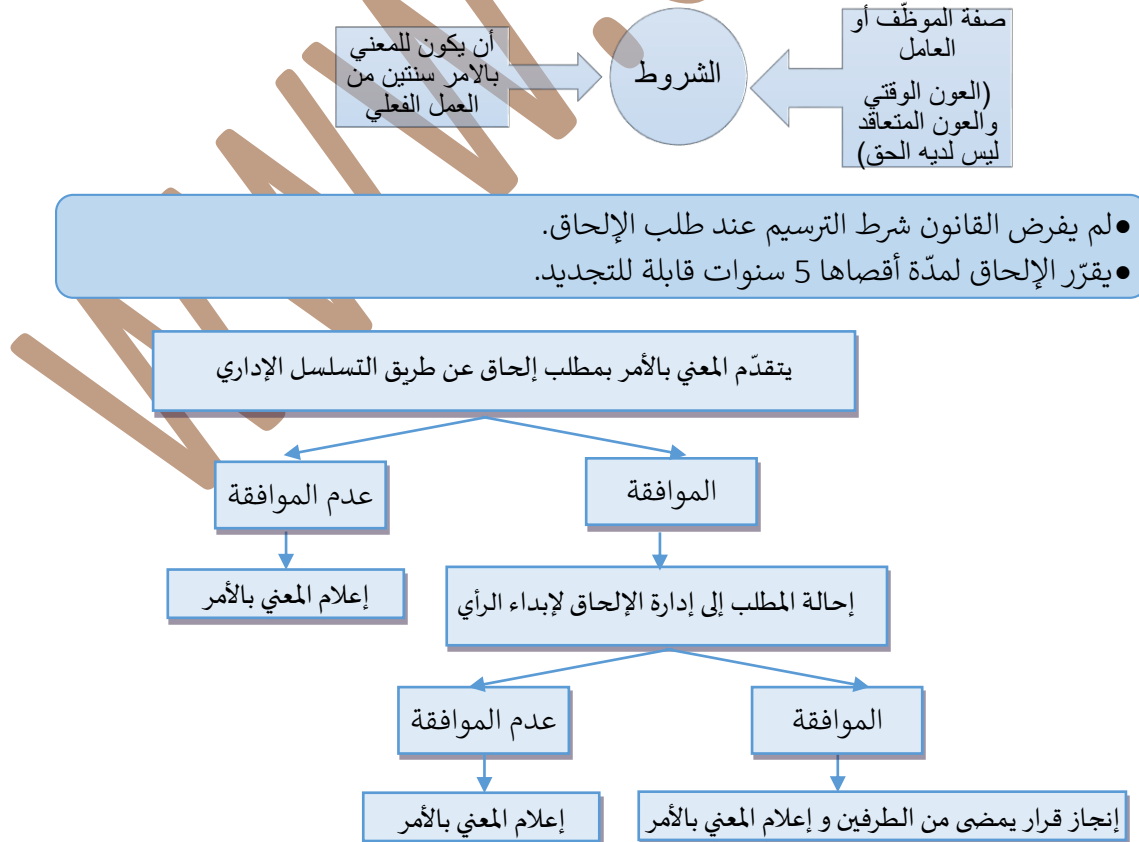 صفة الموظّف أو
العامل
(العون الوقتي
والعون المتعاقد
ليس لديه الحق)
الشروط
أن يكون للمعني
بالامر سنتين من
العمل الفعلي
•لم يفرض القانون شرط الترسيم عند طلب الإلحاق.
•يقرّر الإلحاق لمدّة أقصاها 5 سنوات قابلة للتجديد.
يتقدّم المعني بالأمر بمطلب إلحاق عن طريق التسلسل الإداري
الموافقة
عدم الموافقة
إحالة المطلب إلى إدارة الإلحاق لإبداء الرأي
إعلام المعني بالأمر
الموافقة
عدم الموافقة
إنجاز قرار يمضى من الطرفين و إعلام المعني بالأمر
إعلام المعني بالأمر